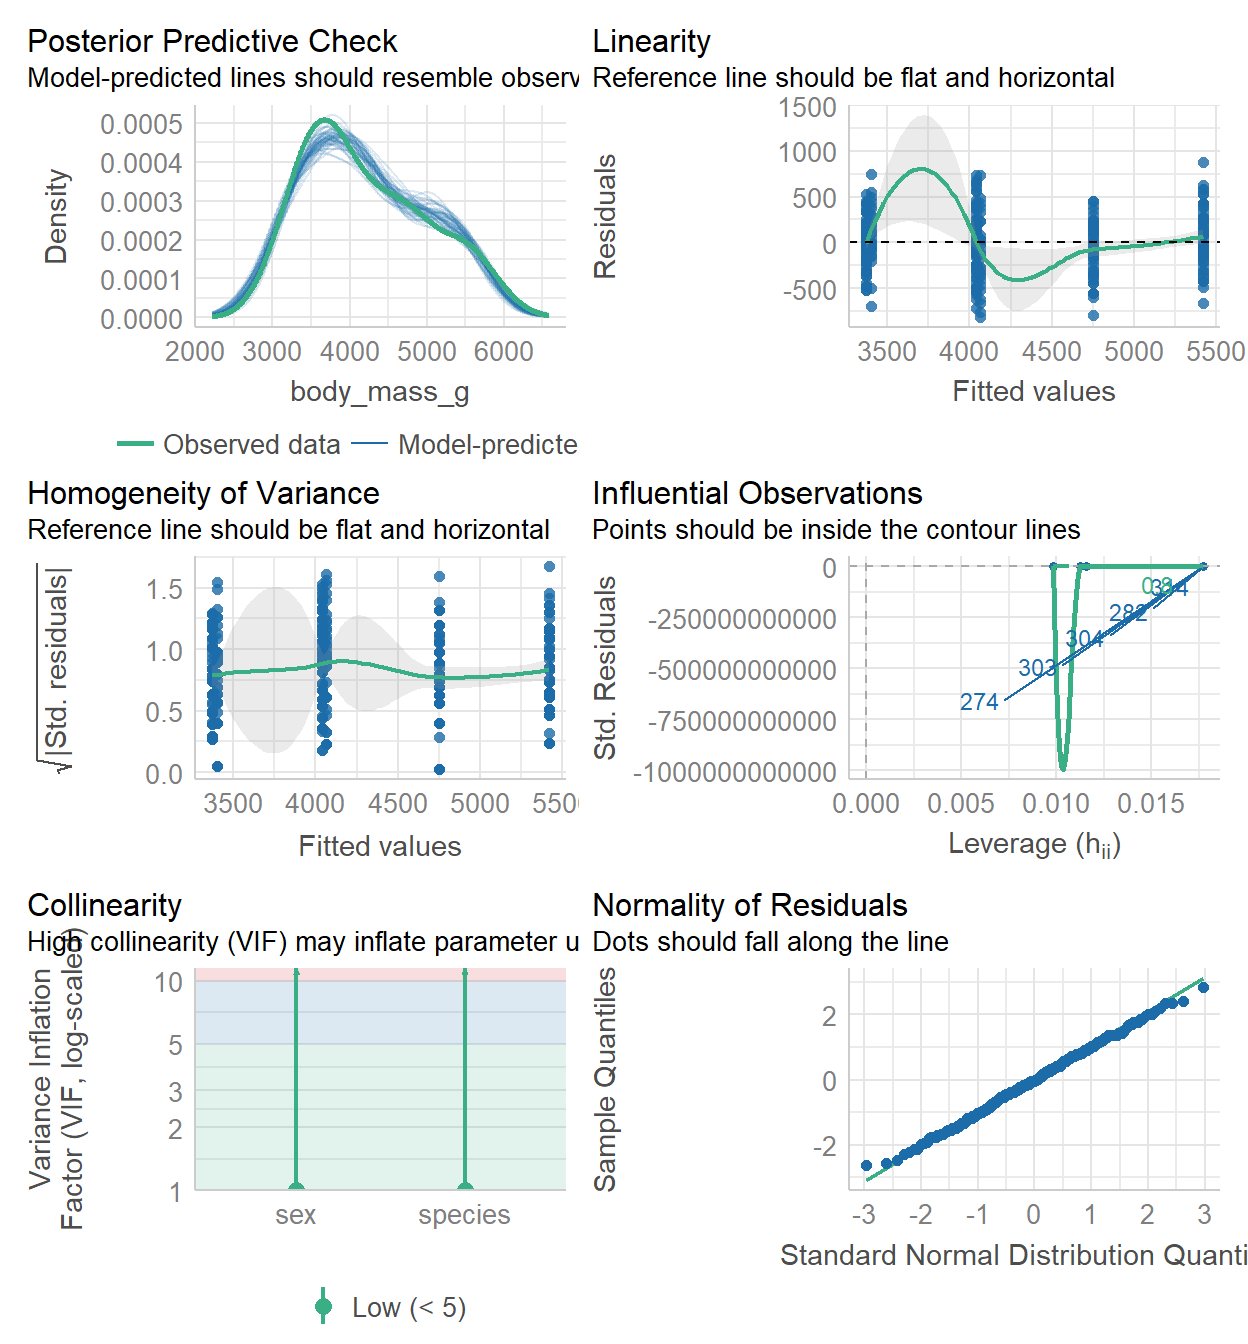 Posterior Predictive Check
Model-predicted lines should resemble observ
0.0005
0.0004
0.0003
0.0002
0.0001
0.0000
Density
2000 3000 4000 5000 6000
body_mass_g
Observed data Model-predicte
Linearity
Reference line should be flat and horizontal
1500
1000
500
0
-500
Residuals
3500 4000 4500 5000 5500
Fitted values
Homogeneity of Variance
Reference line should be flat and horizontal
1.5
1.0
0.5
0.0
√|Std. residuals|
3500 4000 4500 5000 550
Fitted values
Influential Observations
Points should be inside the contour lines
0
-250000000000
-500000000000
-750000000000
-1000000000000
Std. Residuals
0.8
314
282
304
303
274
0.000 0.005 0.010 0.015
Leverage (hii)
Collinearity
High collinearity (VIF) may inflate parameter u
10
5
3
2
1
Variance Inflation
Factor (VIF, log-scaled)
sex species
Low (< 5)
Normality of Residuals
Dots should fall along the line
2
0
-2
Sample Quantiles
-3 -2 -1 0 1 2 3
Standard Normal Distribution Quanti